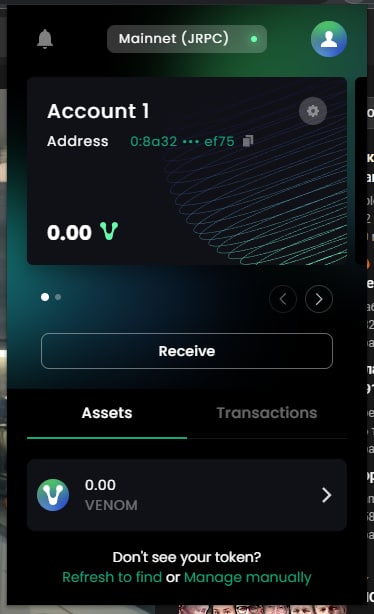 Mainnet (JRPC)
Account 1
Address 0:8a32 ••• ef75
0.00
Receive
Assets Transactions
0.00
VENOM
Don't see your token?
Refresh to find or Manage manually